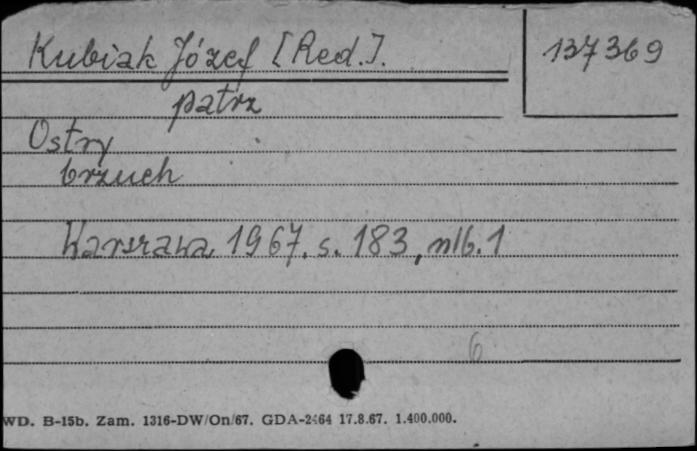 Kubiak Józef [Red.].
137369
patrz
Ostry
brzuch
Warszawa 1967. s. 183, nlb. 1
6
WD. B-15b. Zam. 1316-DW/On/67. GDA-2464 17.8.67. 1.400.000.